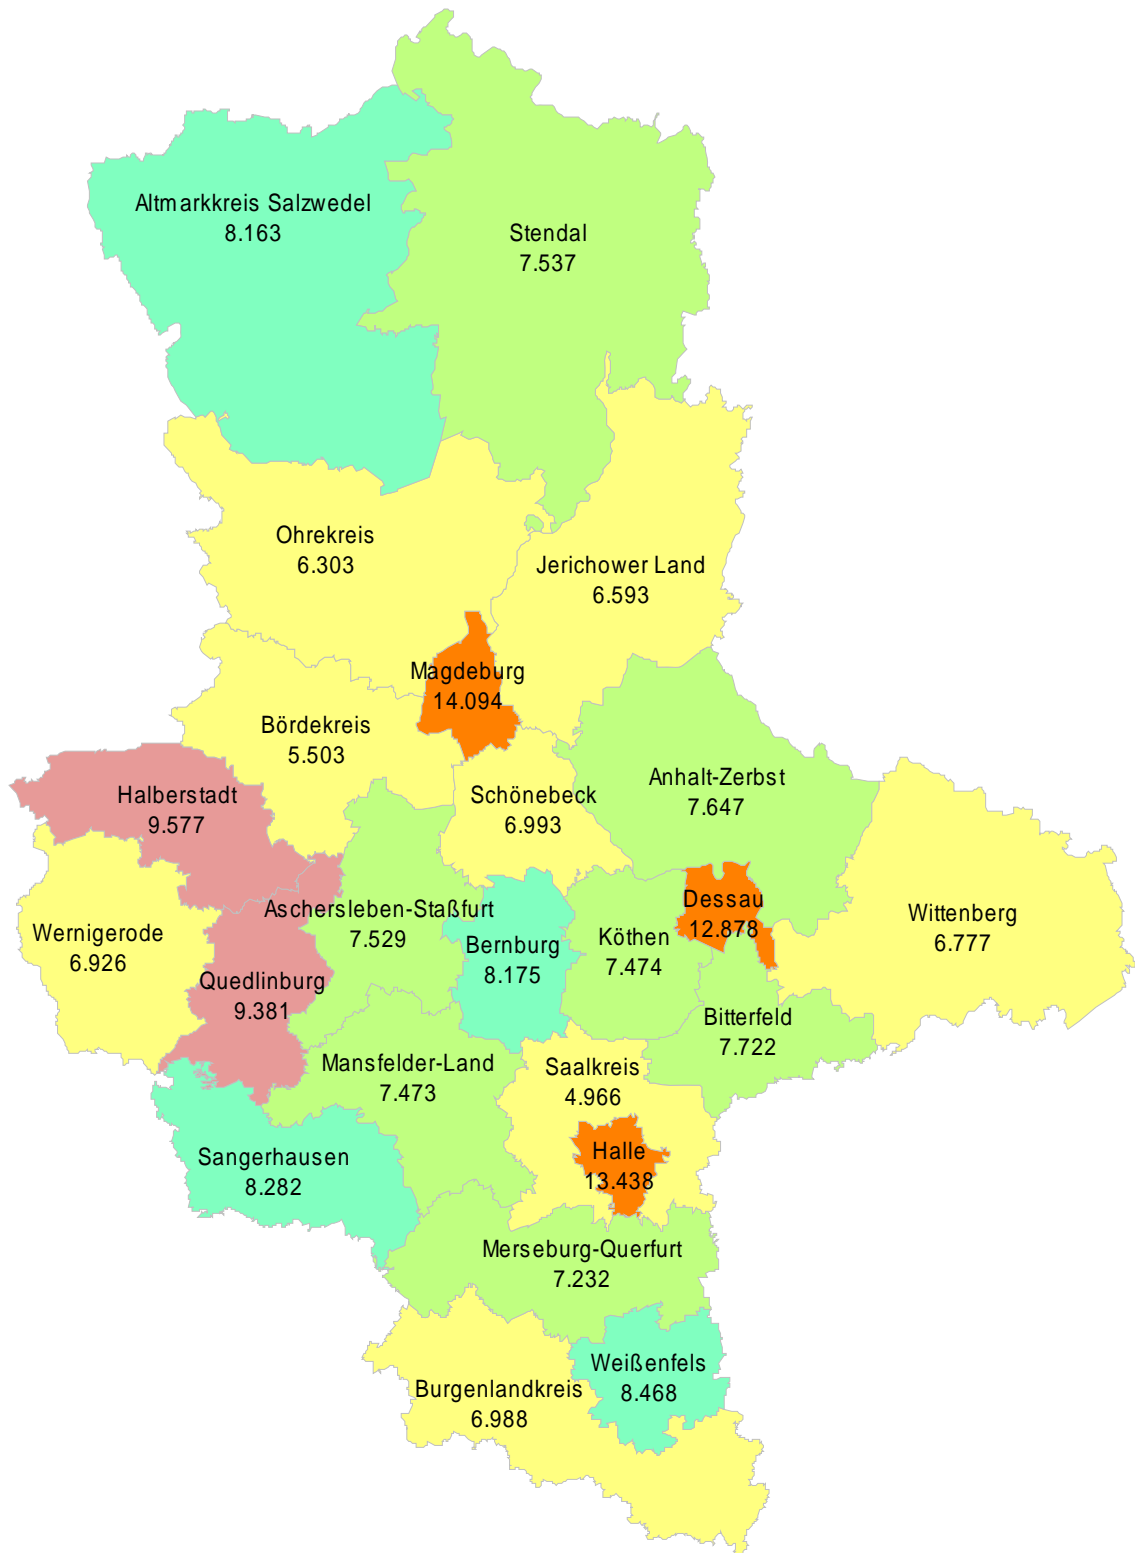 Altmarkkreis Salzwedel
8.163
Stendal
7.537
Ohrekreis
6.303
Jerichower Land
6.593
Magdeburg
14.094
Bördekreis
5.503
Halberstadt
9.577
Schönebeck
6.993
Anhalt-Zerbst
7.647
Wernigerode
6.926
Aschersleben-Staßfurt
7.529
Dessau
12.878
Wittenberg
6.777
Bernburg
8.175
Köthen
7.474
Quedlinburg
9.381
Bitterfeld
7.722
Mansfelder-Land
7.473
Saalkreis
4.966
Sangerhausen
8.282
Halle
13.438
Merseburg-Querfurt
7.232
Weißenfels
8.468
Burgenlandkreis
6.988